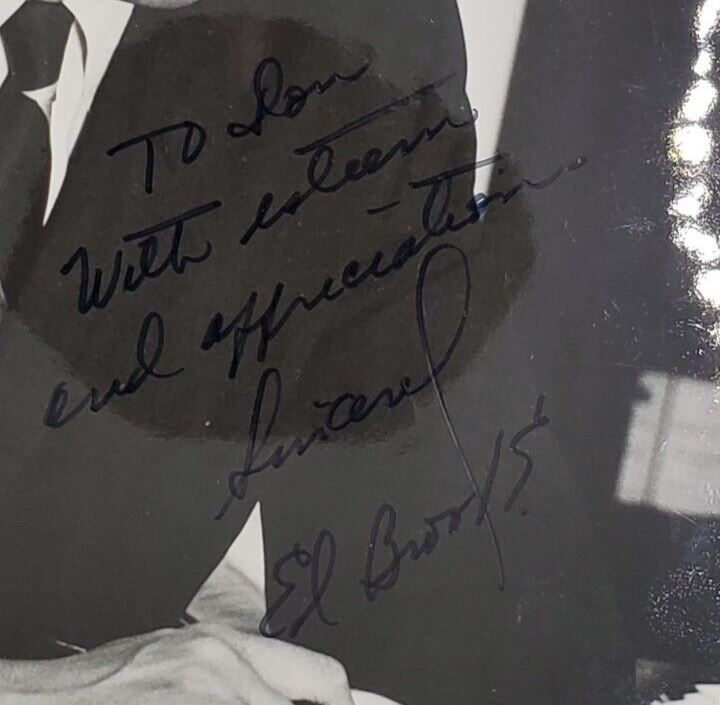 To Don
With esteem
and appreciation.
Sincerely
Ed Brooks